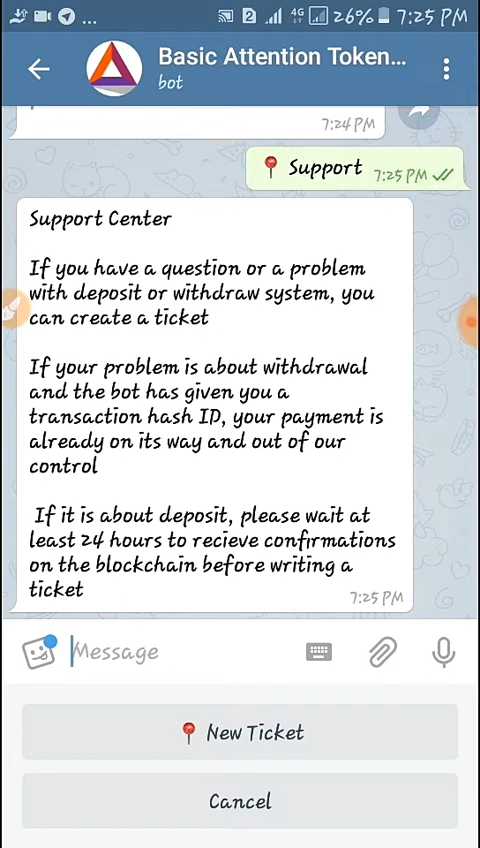 4G 26% 7:25 PM
Basic Attention Token...
bot
7:24 PM
Support
7:25 PM
Support Center
If you have a question or a problem
with deposit or withdraw system, you
can create a ticket
If your problem is about withdrawal
and the bot has given you a
transaction hash ID, your payment is
already on its way and out of our
control
If it is about deposit, please wait at
least 24 hours to recieve confirmations
on the blockchain before writing a
ticket
7:25 PM
Message
New Ticket
Cancel